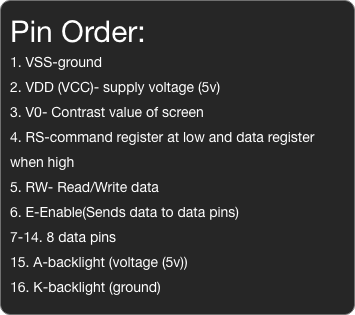 Pin Order:
1. VSS-ground
2. VDD (VCC)- supply voltage (5v)
3. V0- Contrast value of screen
4. RS-command register at low and data register
when high
5. RW- Read/Write data
6. E-Enable(Sends data to data pins)
7-14. 8 data pins
15. A-backlight (voltage (5v))
16. K-backlight (ground)